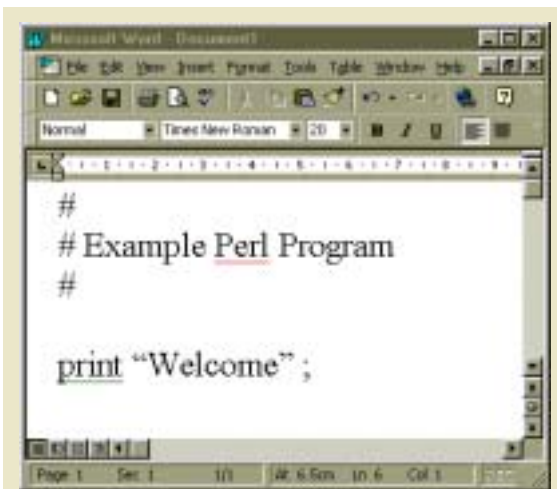 Microsoft Word - Document1
File Edit View Insert Format Tools Table Window Help
Normal Times New Roman 20 B I U
#
# Example Perl Program
#
print “Welcome” ;
Page 1 Sec 1 1/1 At 6.5cm Ln 6 Col 1